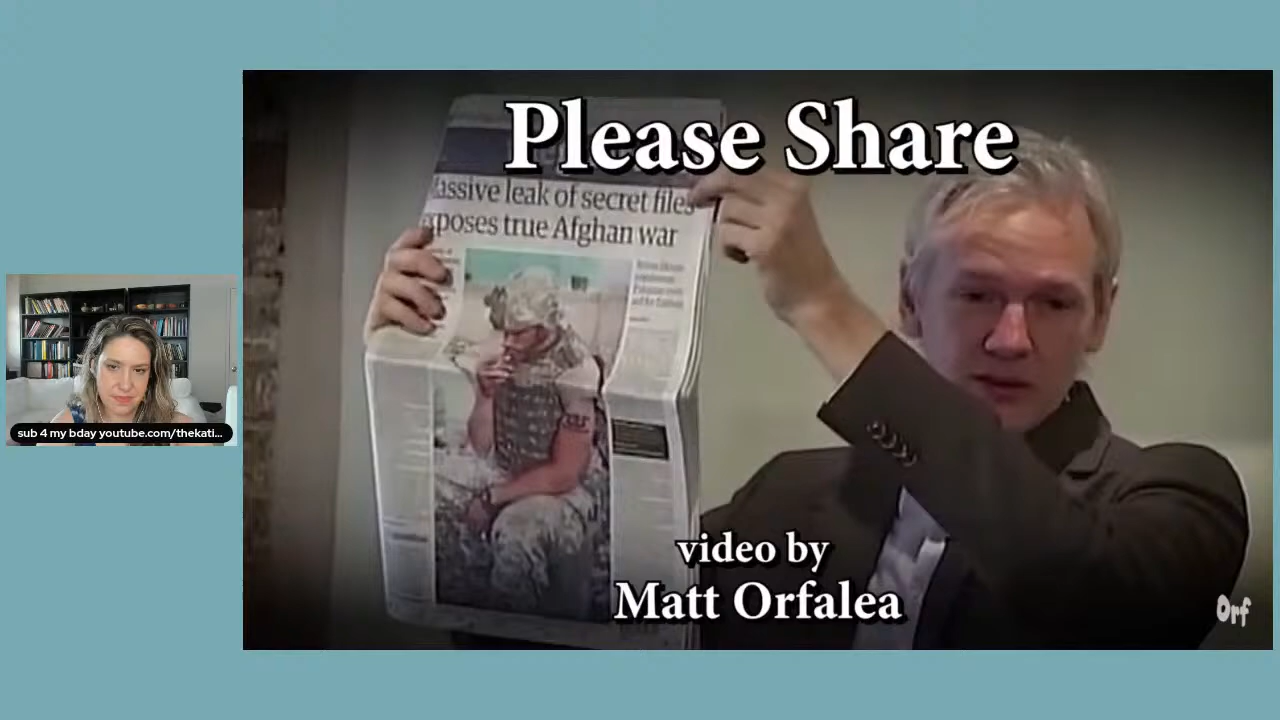 Please Share
assive leak of secret files
xposes true Afghan war
sub 4 my bday youtube.com/thekati...
video by
Matt Orfalea
Orf